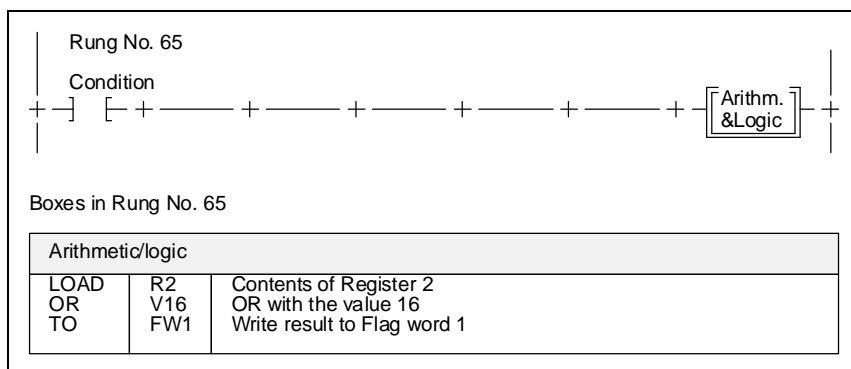 Rung No. 65
Condition
Arithm.
&Logic
Boxes in Rung No. 65
Arithmetic/logic
LOAD R2 Contents of Register 2
OR V16 OR with the value 16
TO FW1 Write result to Flag word 1